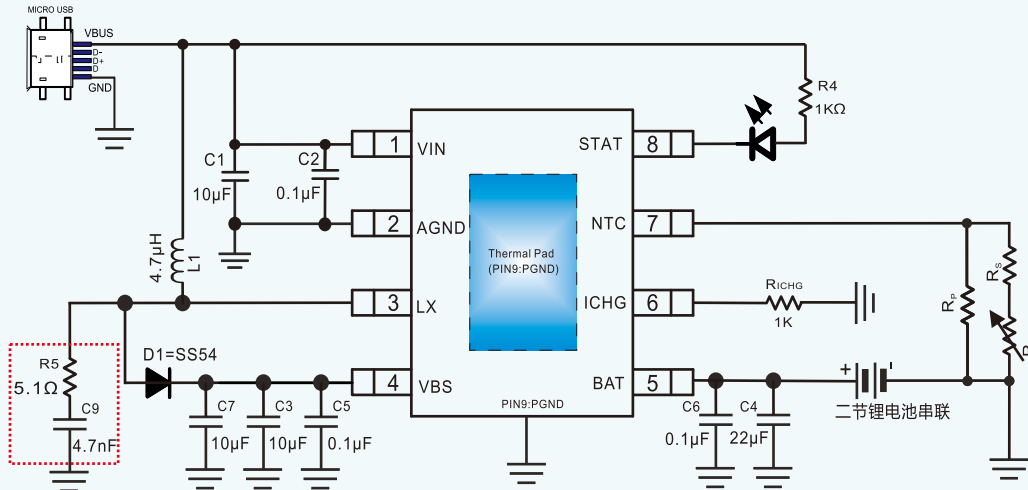 MICRO USB
VBUS
D-
D+
D
GND
R4
1KΩ
C1
10μF
C2
0.1μF
1
VIN
STAT
8
2
AGND
NTC
7
Thermal Pad
(PIN9:PGND)
4.7μH
L1
3
LX
ICHG
6
RICHG
1K
RP
RS
R5
5.1Ω
C9
4.7nF
D1=SS54
4
VBS
BAT
5
PIN9:PGND
C7
10μF
C3
10μF
C5
0.1μF
C6
0.1μF
C4
22μF
+
-
二节锂电池串联